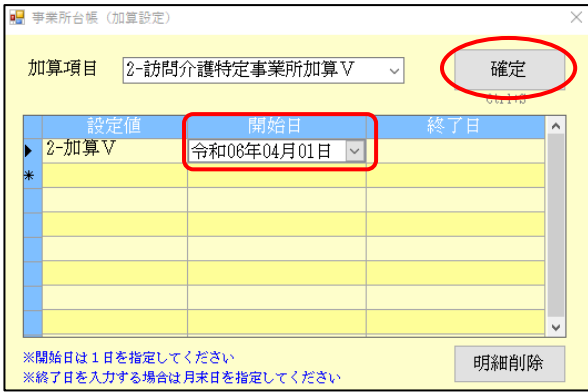 事業所台帳（加算設定）
加算項目 2-訪問介護特定事業所加算Ⅴ 確定
Ctrl+S
設定値 開始日 終了日
2-加算Ⅴ 令和06年04月01日
※開始日は１日を指定してください
※終了日を入力する場合は月末日を指定してください
明細削除